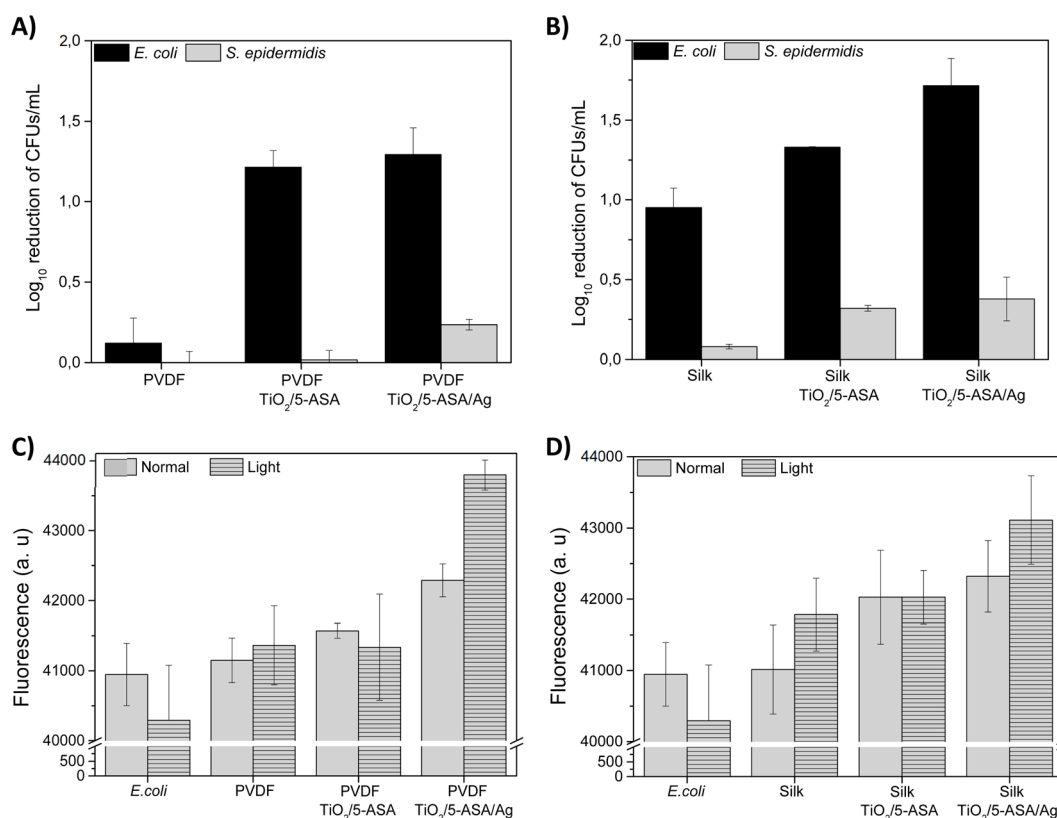 A)
E. coli S. epidermidis
Log10 reduction of CFUs/mL
2,0
1,5
1,0
0,5
0,0
PVDF
PVDF
TiO2/5-ASA
PVDF
TiO2/5-ASA/Ag
B)
E. coli S. epidermidis
Log10 reduction of CFUs/mL
2,0
1,5
1,0
0,5
0,0
Silk
Silk
TiO2/5-ASA
Silk
TiO2/5-ASA/Ag
C)
Normal Light
Fluorescence (a. u)
44000
43000
42000
41000
40000
500
0
E.coli
PVDF
PVDF
TiO2/5-ASA
PVDF
TiO2/5-ASA/Ag
D)
Normal Light
Fluorescence (a. u)
44000
43000
42000
41000
40000
500
0
E.coli
Silk
Silk
TiO2/5-ASA
Silk
TiO2/5-ASA/Ag